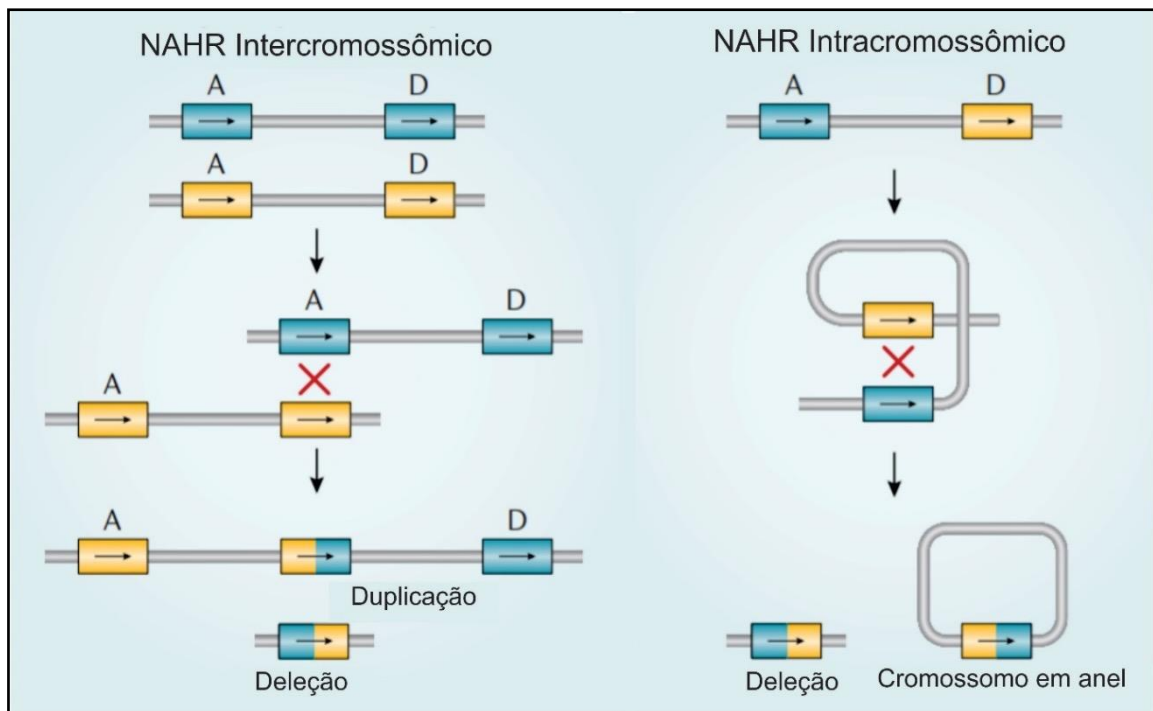 NAHR Intercromossômico
A D
A D
A D
A
A D
Duplicação
Deleção
NAHR Intracromossômico
A D
Deleção
Cromossomo em anel